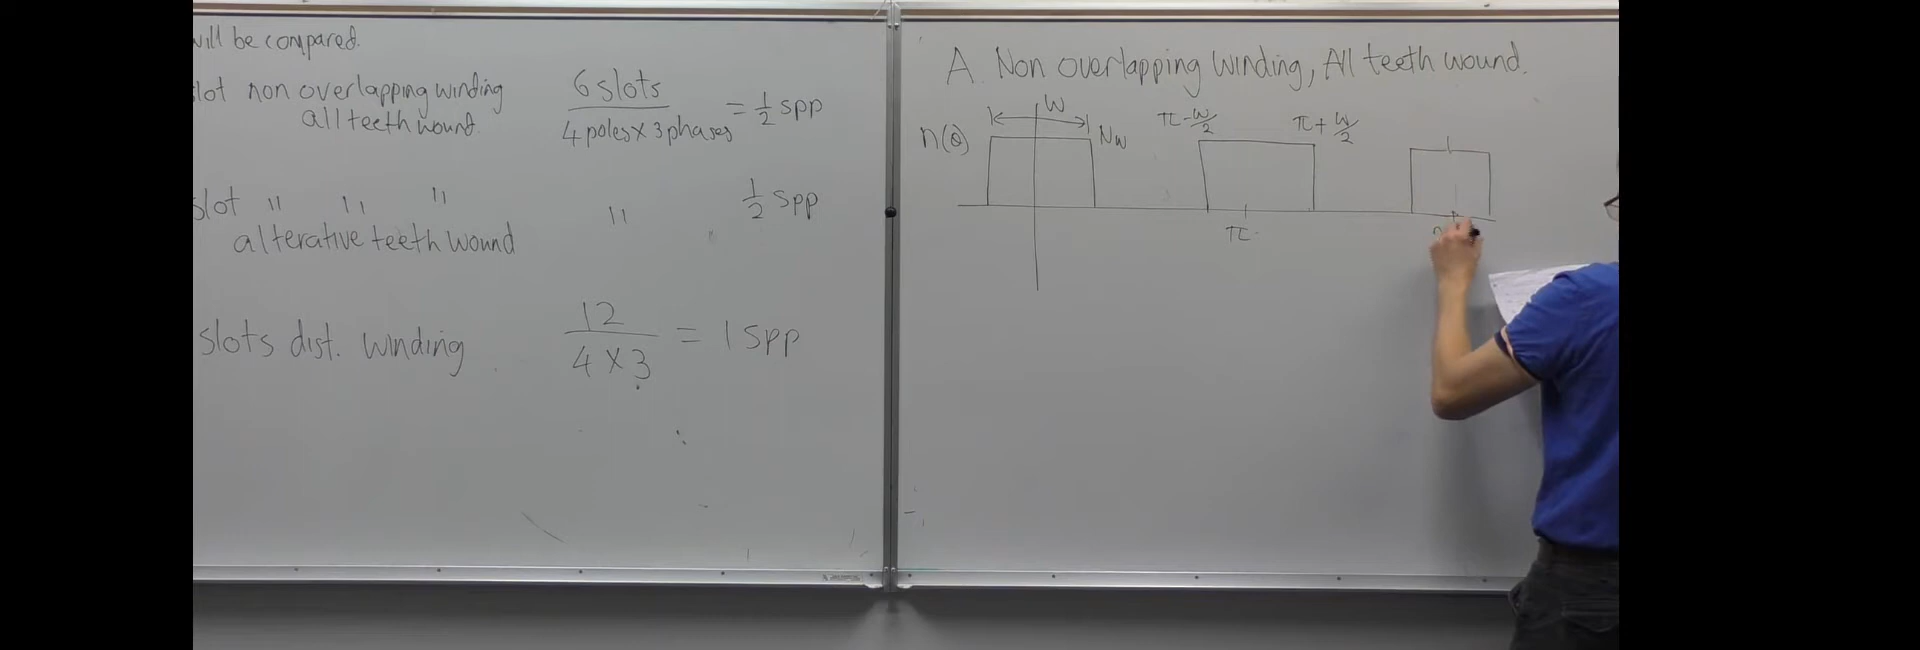 will be compared.
slot non overlapping winding
all teeth wound.
6 slots
4 poles × 3 phases
= 1/2 spp
slot " " "
alterative teeth wound
"
1/2 spp
slots dist. winding
12
4 × 3
= 1 spp
A. Non overlapping winding, All teeth wound.
W
n(θ)
Nw
π - w/2
π + w/2
π